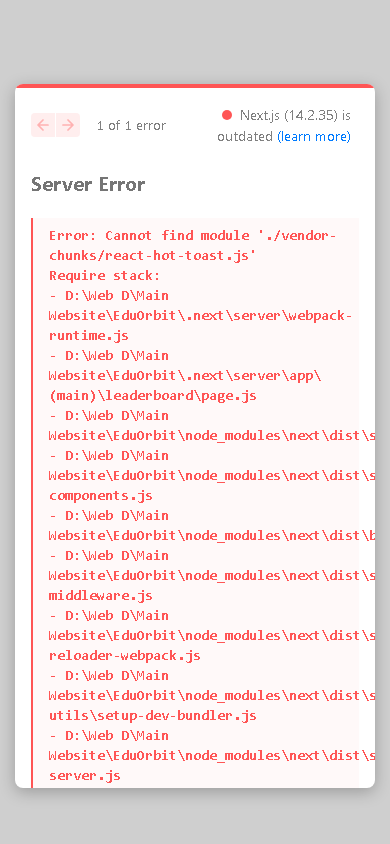 1 of 1 error
Next.js (14.2.35) is
outdated (learn more)
Server Error
Error: Cannot find module './vendor-
chunks/react-hot-toast.js'
Require stack:
- D:\Web D\Main
Website\EduOrbit\.next\server\webpack-
runtime.js
- D:\Web D\Main
Website\EduOrbit\.next\server\app\
(main)\leaderboard\page.js
- D:\Web D\Main
Website\EduOrbit\node_modules\next\dist\s
- D:\Web D\Main
Website\EduOrbit\node_modules\next\dist\s
components.js
- D:\Web D\Main
Website\EduOrbit\node_modules\next\dist\b
- D:\Web D\Main
Website\EduOrbit\node_modules\next\dist\s
middleware.js
- D:\Web D\Main
Website\EduOrbit\node_modules\next\dist\s
reloader-webpack.js
- D:\Web D\Main
Website\EduOrbit\node_modules\next\dist\s
utils\setup-dev-bundler.js
- D:\Web D\Main
Website\EduOrbit\node_modules\next\dist\s
server.js